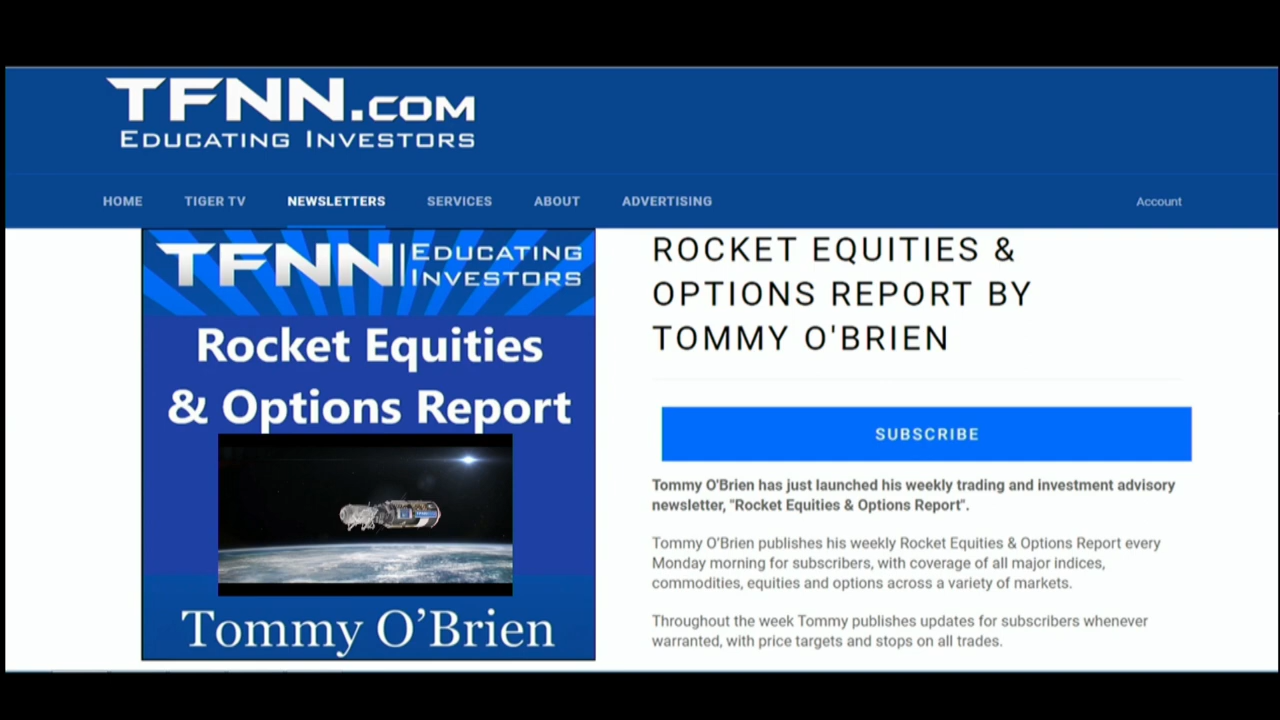 TFNN.COM
EDUCATING INVESTORS
HOME TIGER TV NEWSLETTERS SERVICES ABOUT ADVERTISING Account
TFNN | EDUCATING
INVESTORS
Rocket Equities
& Options Report
Tommy O’Brien
ROCKET EQUITIES &
OPTIONS REPORT BY
TOMMY O'BRIEN
SUBSCRIBE
Tommy O'Brien has just launched his weekly trading and investment advisory
newsletter, "Rocket Equities & Options Report".
Tommy O’Brien publishes his weekly Rocket Equities & Options Report every
Monday morning for subscribers, with coverage of all major indices,
commodities, equities and options across a variety of markets.
Throughout the week Tommy publishes updates for subscribers whenever
warranted, with price targets and stops on all trades.